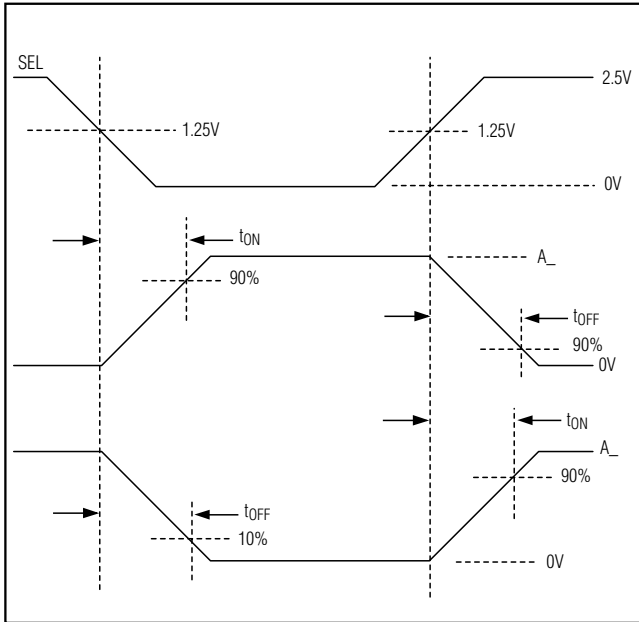 SEL
2.5V
1.25V
1.25V
0V
tON
A_
90%
tOFF
90%
0V
tON
A_
90%
tOFF
10%
0V